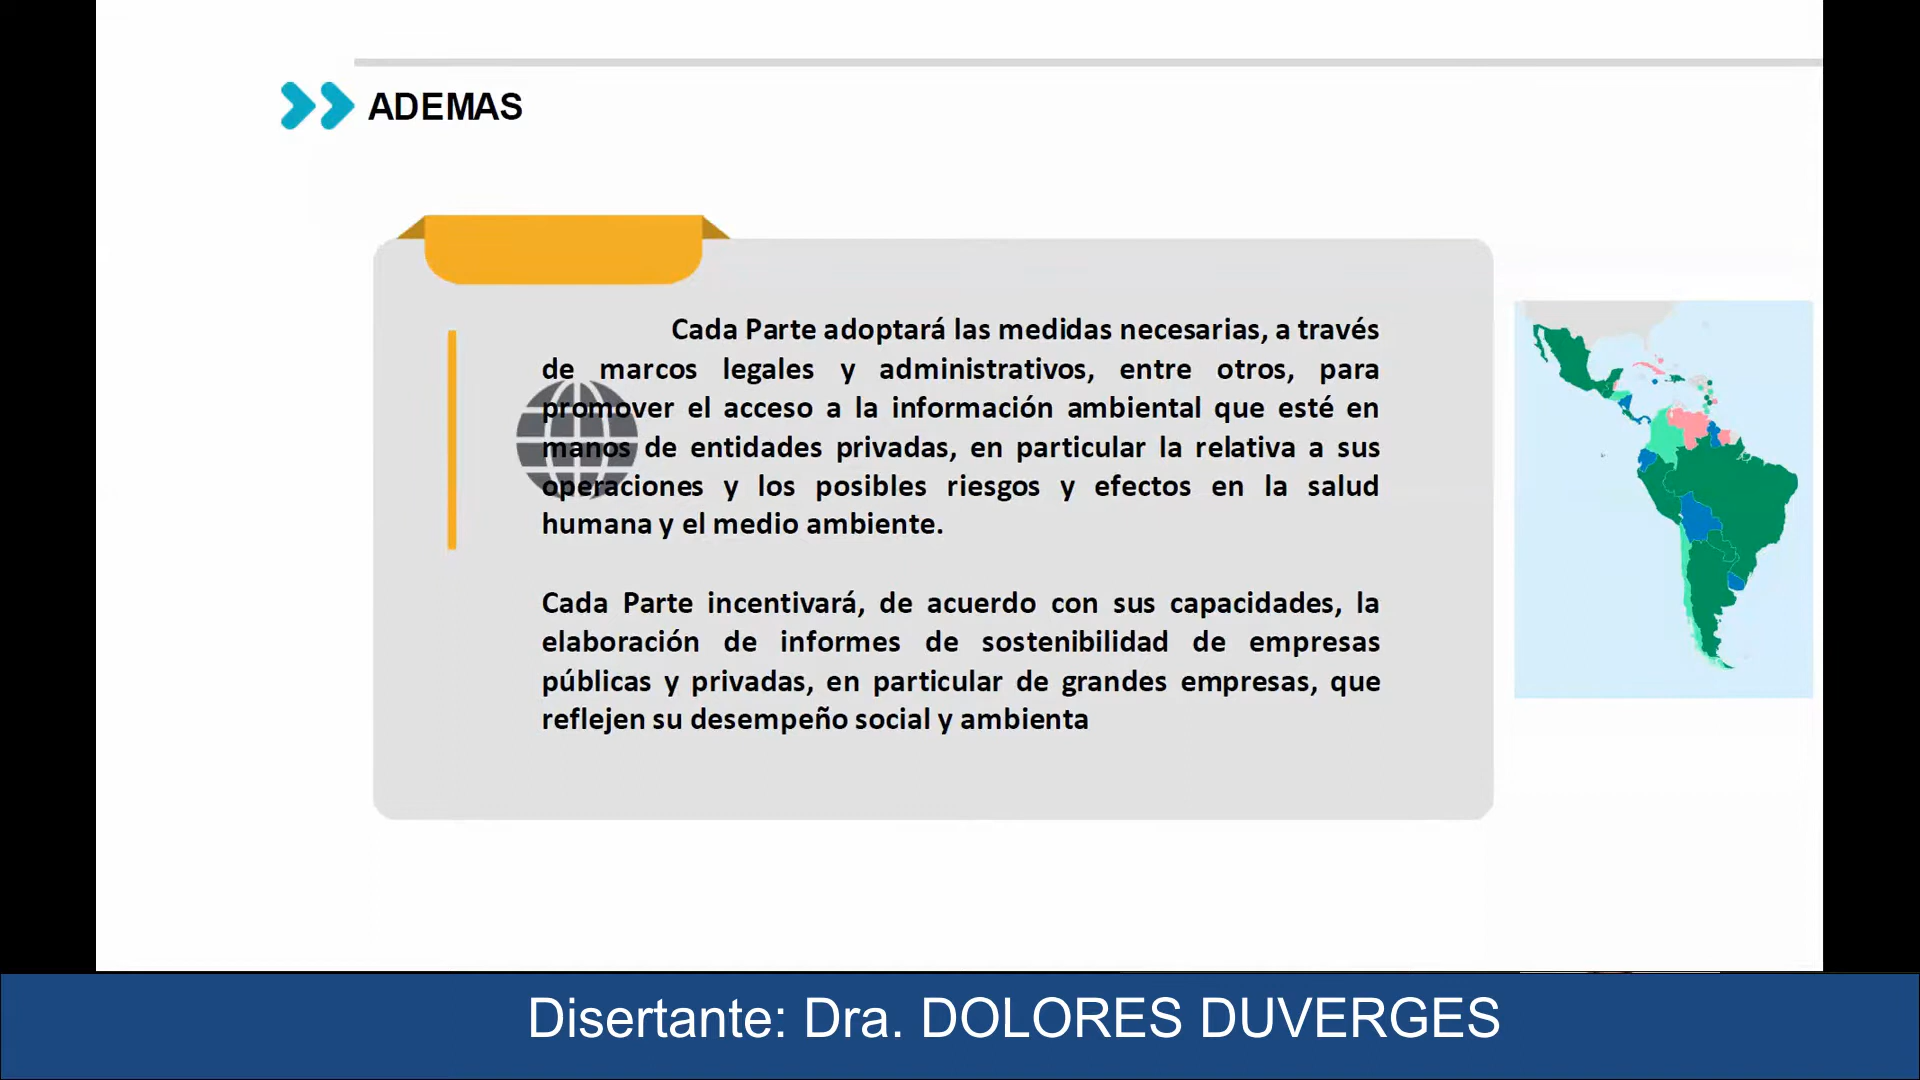 ADEMAS
Cada Parte adoptará las medidas necesarias, a través
de marcos legales y administrativos, entre otros, para
promover el acceso a la información ambiental que esté en
manos de entidades privadas, en particular la relativa a sus
operaciones y los posibles riesgos y efectos en la salud
humana y el medio ambiente.
Cada Parte incentivará, de acuerdo con sus capacidades, la
elaboración de informes de sostenibilidad de empresas
públicas y privadas, en particular de grandes empresas, que
reflejen su desempeño social y ambienta
Disertante: Dra. DOLORES DUVERGES